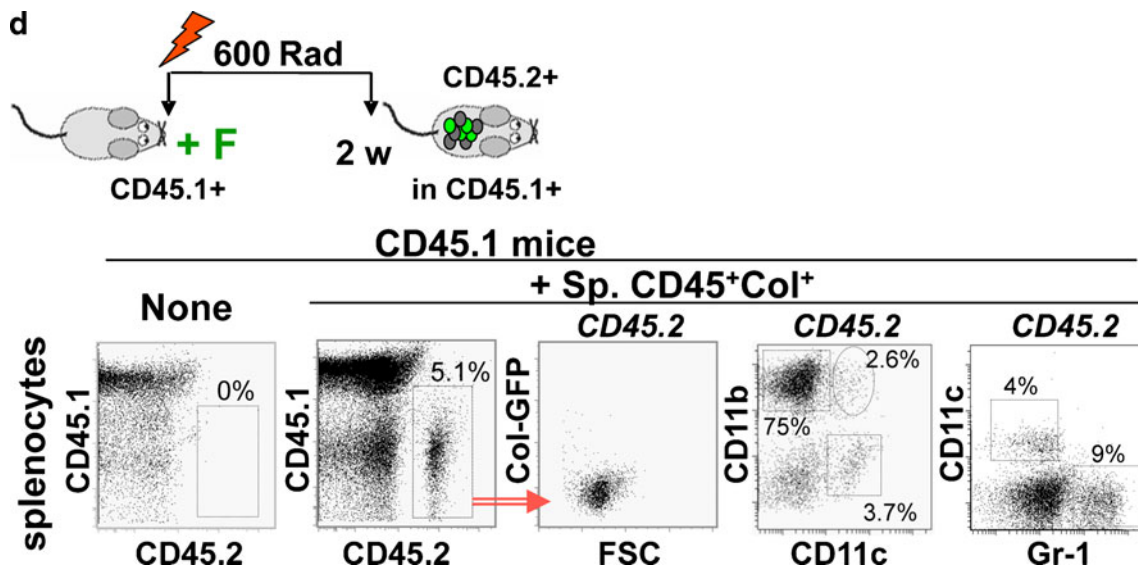 d
600 Rad
CD45.2+
+ F
2 w
CD45.1+
in CD45.1+
CD45.1 mice
+ Sp. CD45+Col+
None
CD45.2
CD45.2
CD45.2
splenocytes
CD45.1
0%
CD45.2
CD45.1
5.1%
CD45.2
Col-GFP
FSC
CD11b
2.6%
75%
3.7%
CD11c
CD11c
4%
9%
Gr-1